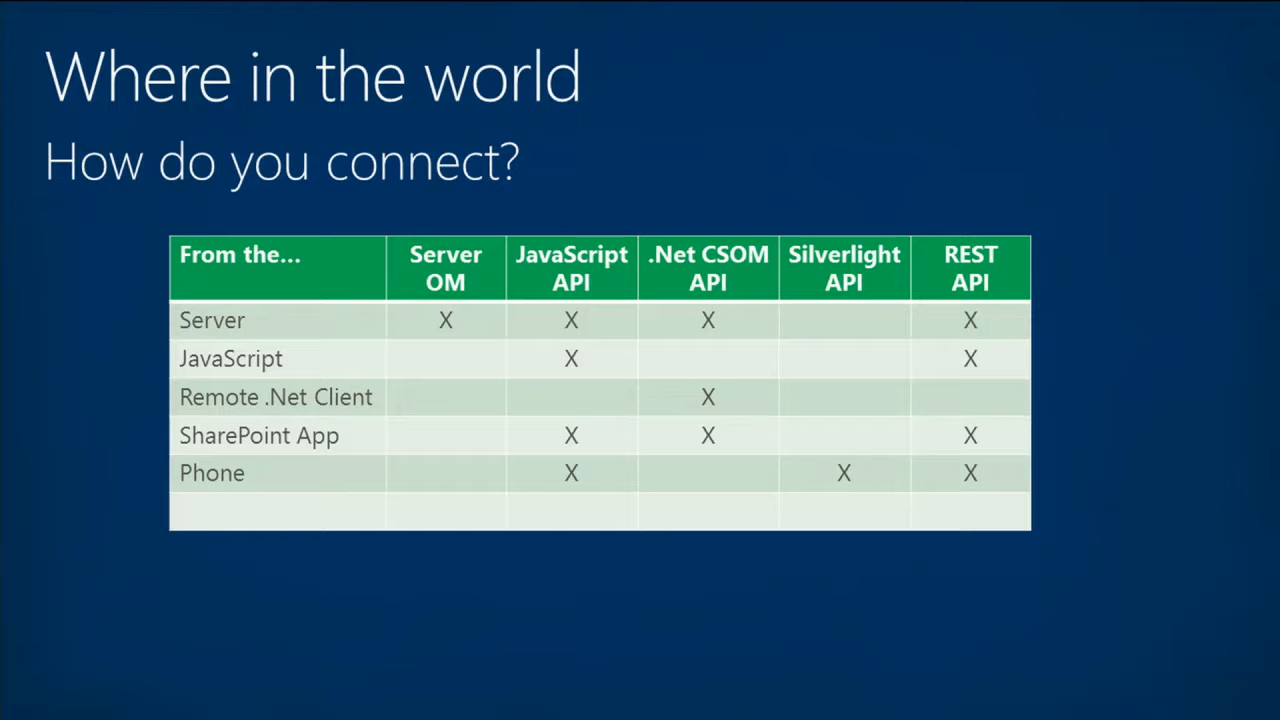 Where in the world
How do you connect?
From the... Server OM JavaScript API .Net CSOM API Silverlight API REST API
Server X X X X
JavaScript X X
Remote .Net Client X
SharePoint App X X X
Phone X X X